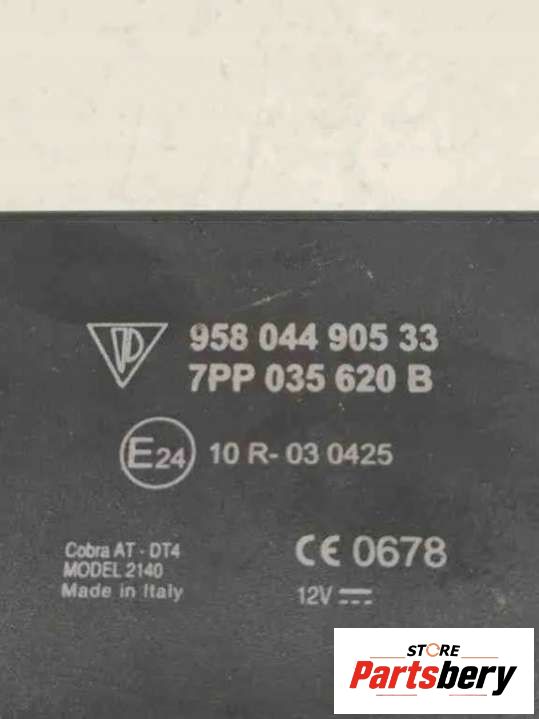 958 044 905 33
7PP 035 620 B
E24 10 R- 03 0425
Cobra AT - DT4
MODEL 2140
Made in Italy
CE 0678
12V
STORE
Partsbery